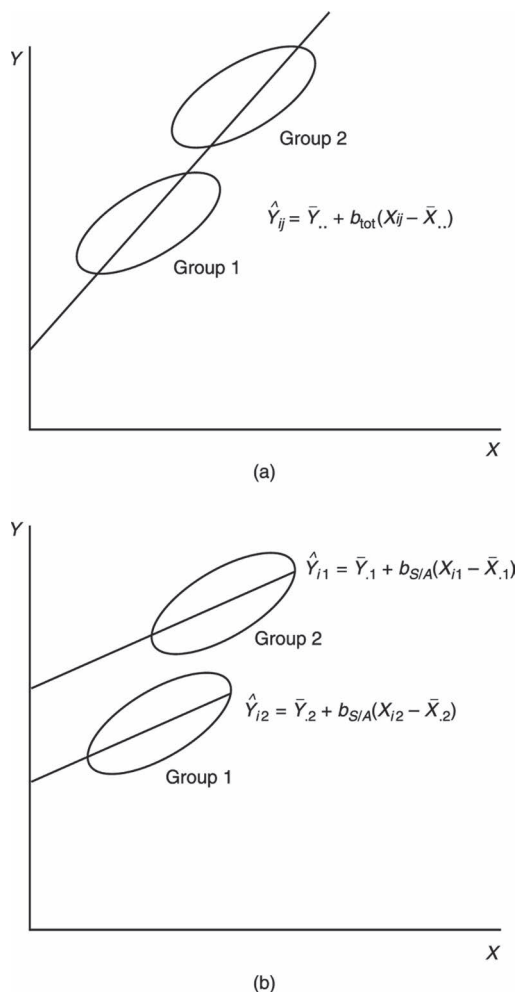 Y
Group 2
Ŷij = Ȳ.. + btot(Xij − X̄..)
Group 1
X
(a)
Y
Ŷi1 = Ȳ.1 + bS/A(Xi1 − X̄.1)
Group 2
Ŷi2 = Ȳ.2 + bS/A(Xi2 − X̄.2)
Group 1
X
(b)